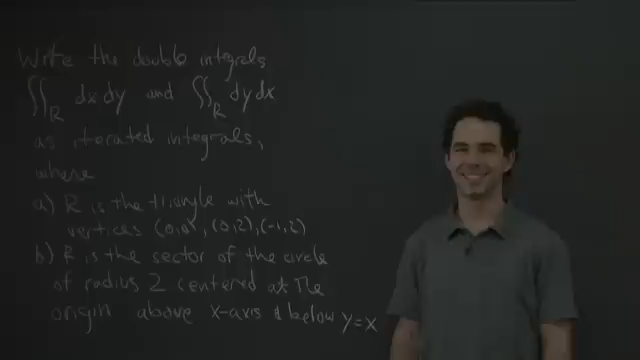 Write the double integrals
∬_R dx dy and ∬_R dy dx
as iterated integrals,
where
a) R is the triangle with
vertices (0,0), (0,2), (-1,2)
b) R is the sector of the circle
of radius 2 centered at the
origin above x-axis & below y=x